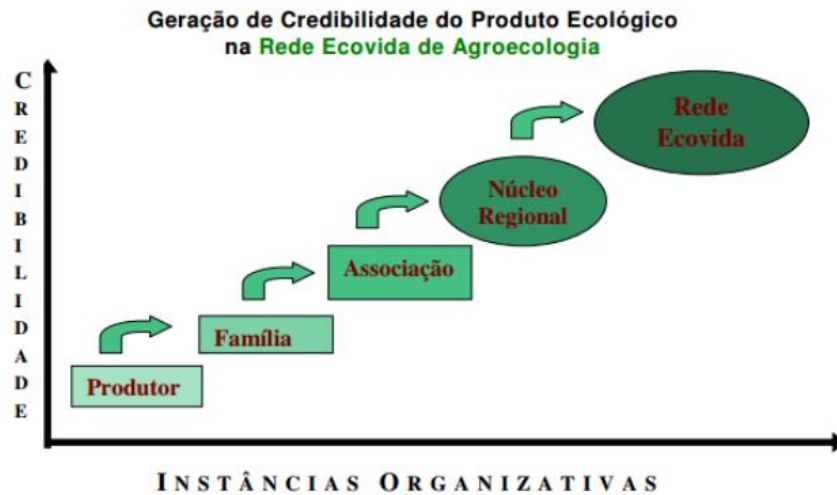 Geração de Credibilidade do Produto Ecológico
na Rede Ecovida de Agroecologia
CREDIBILIDADE
Rede
Ecovida
Núcleo
Regional
Associação
Família
Produtor
INSTÂNCIAS ORGANIZATIVAS